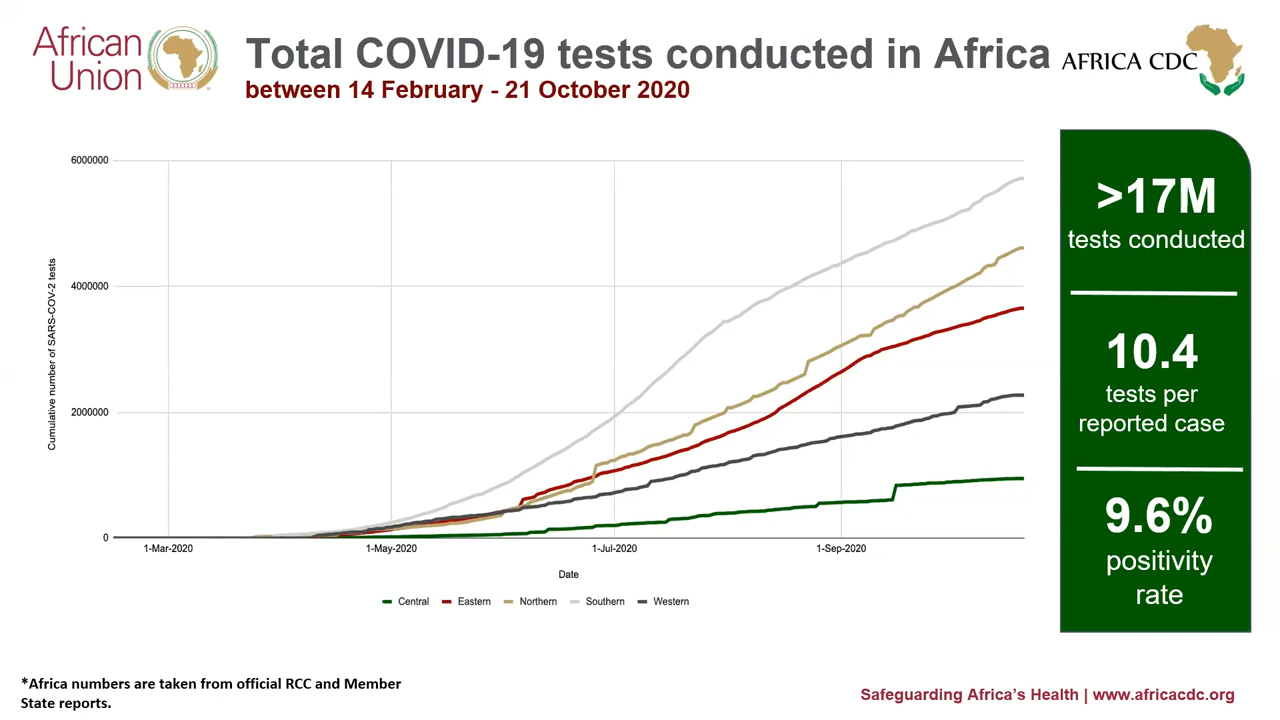 African
Union
Total COVID-19 tests conducted in Africa
between 14 February - 21 October 2020
AFRICA CDC
6000000
4000000
2000000
0
Cumulative number of SARS-COV-2 tests
1-Mar-2020
1-May-2020
1-Jul-2020
1-Sep-2020
Date
Central
Eastern
Northern
Southern
Western
>17M
tests conducted
10.4
tests per
reported case
9.6%
positivity
rate
*Africa numbers are taken from official RCC and Member
State reports.
Safeguarding Africa's Health | www.africacdc.org